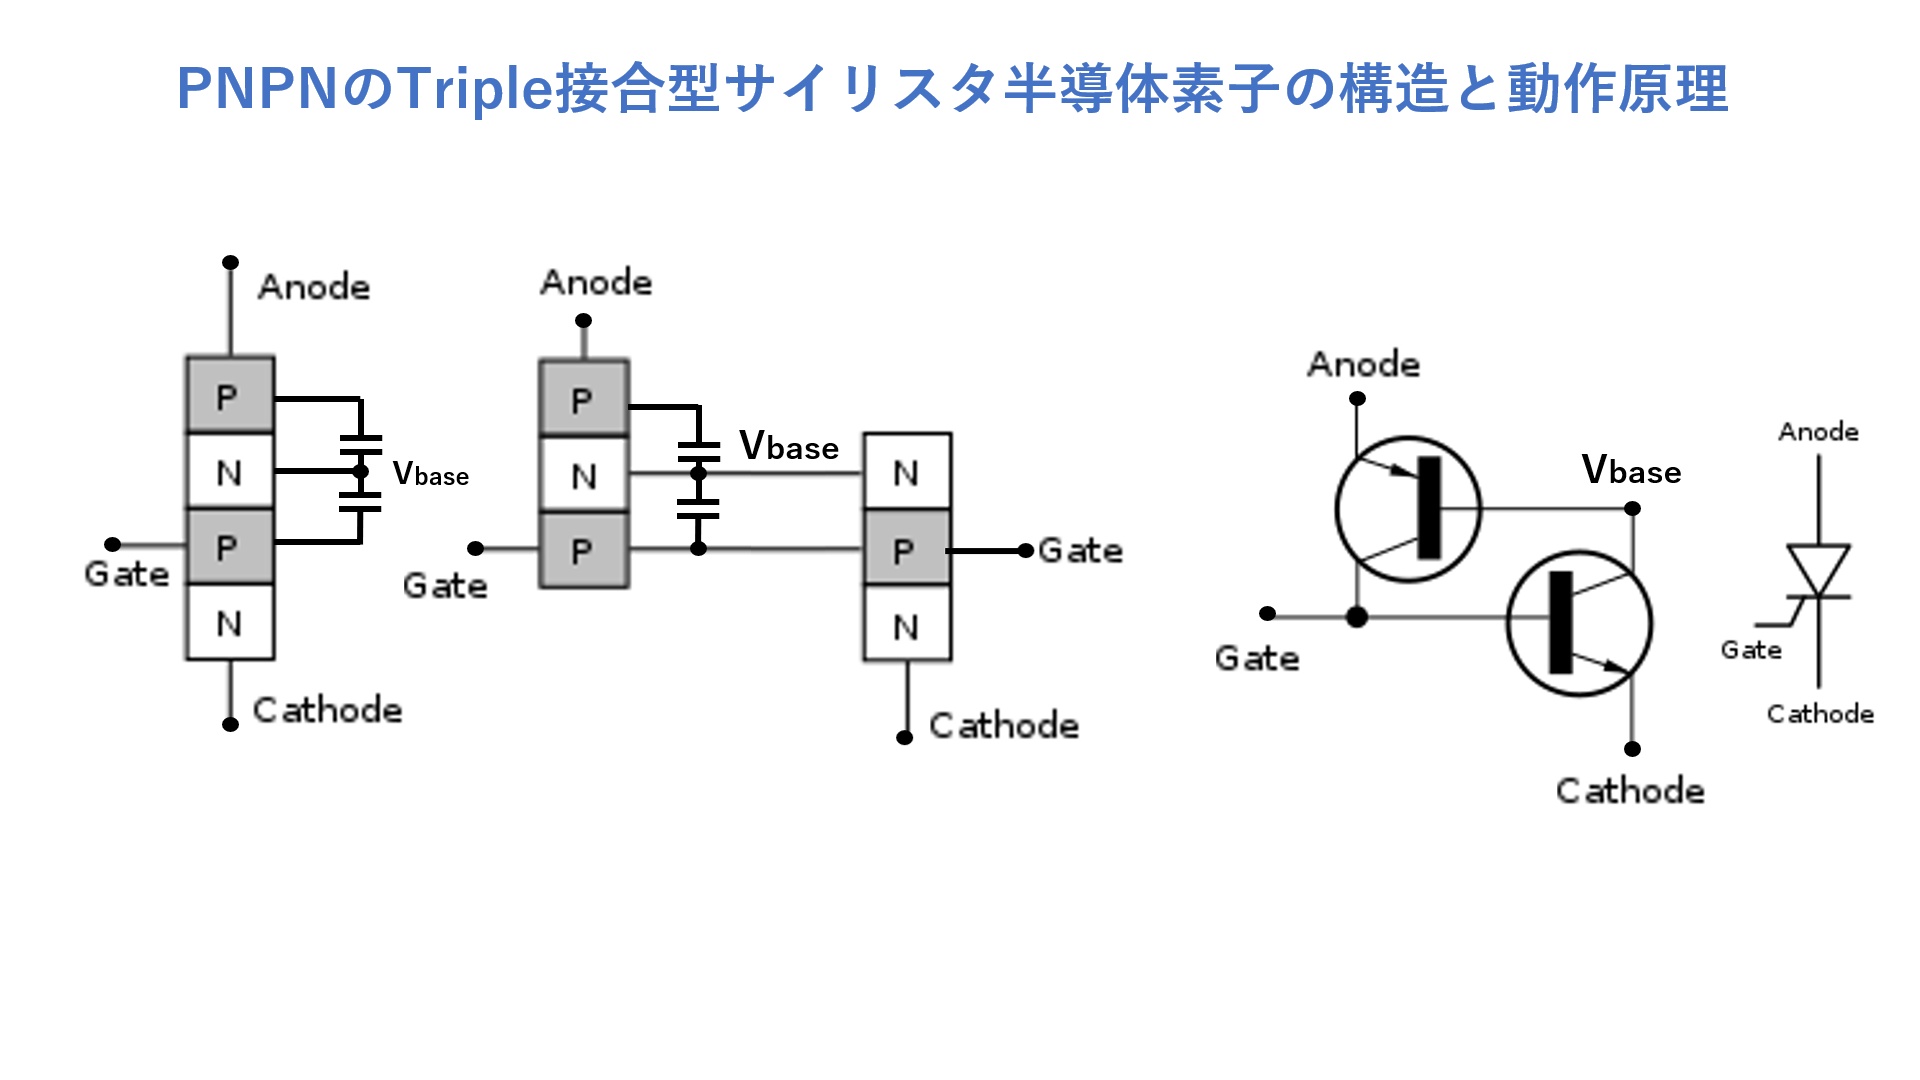 PNPNのTriple接合型サイリスタ半導体素子の構造と動作原理
Anode
P
N
P
N
Vbase
Gate
Cathode
Anode
P
N
P
Vbase
Gate
N
P
N
Gate
Cathode
Anode
Vbase
Gate
Cathode
Anode
Gate
Cathode